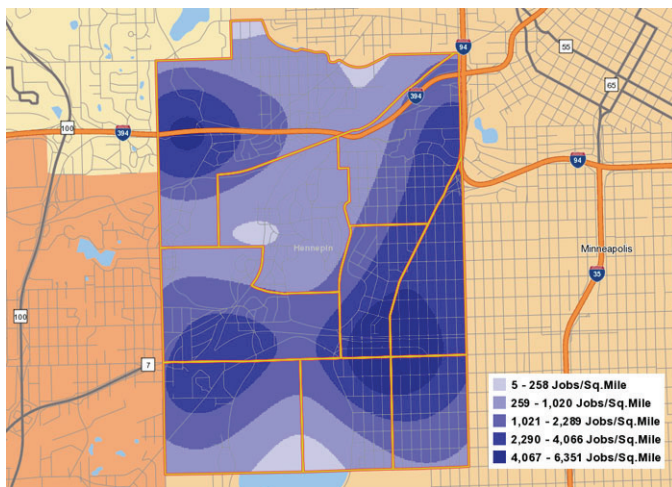 94
55
65
394
100
394
94
Hennepin
Minneapolis
35
100
7
5 - 258 Jobs/Sq.Mile
259 - 1,020 Jobs/Sq.Mile
1,021 - 2,289 Jobs/Sq.Mile
2,290 - 4,066 Jobs/Sq.Mile
4,067 - 6,351 Jobs/Sq.Mile